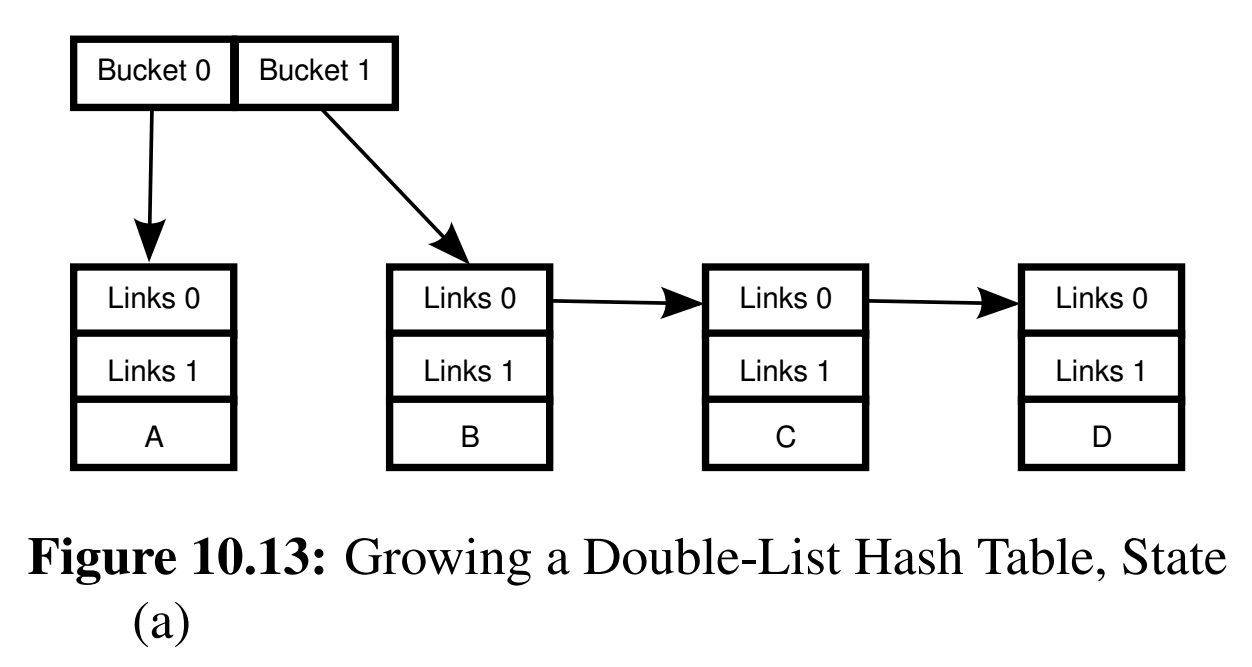 Bucket 0 Bucket 1
Links 0 Links 0 Links 0 Links 0
Links 1 Links 1 Links 1 Links 1
A B C D
Figure 10.13: Growing a Double-List Hash Table, State
(a)